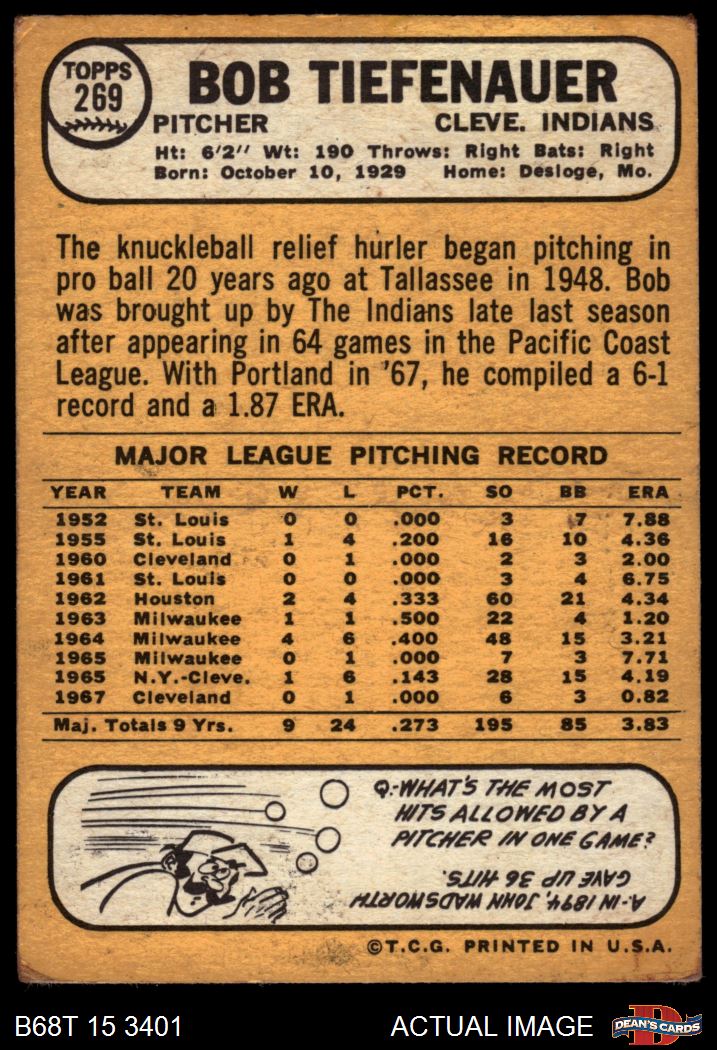 TOPPS
269
BOB TIEFENAUER
PITCHER CLEVE. INDIANS
Ht: 6'2" Wt: 190 Throws: Right Bats: Right
Born: October 10, 1929 Home: Desloge, Mo.
The knuckleball relief hurler began pitching in
pro ball 20 years ago at Tallassee in 1948. Bob
was brought up by The Indians late last season
after appearing in 64 games in the Pacific Coast
League. With Portland in '67, he compiled a 6-1
record and a 1.87 ERA.
MAJOR LEAGUE PITCHING RECORD
YEAR TEAM W L PCT. SO BB ERA
1952 St. Louis 0 0 .000 3 7 7.88
1955 St. Louis 1 4 .200 16 10 4.36
1960 Cleveland 0 1 .000 2 3 2.00
1961 St. Louis 0 0 .000 3 4 6.75
1962 Houston 2 4 .333 60 21 4.34
1963 Milwaukee 1 1 .500 22 4 1.20
1964 Milwaukee 4 6 .400 48 15 3.21
1965 Milwaukee 0 1 .000 7 3 7.71
1965 N.Y.-Cleve. 1 6 .143 28 15 4.19
1967 Cleveland 0 1 .000 6 3 0.82
Maj. Totals 9 Yrs. 9 24 .273 195 85 3.83
Q.-WHAT'S THE MOST
HITS ALLOWED BY A
PITCHER IN ONE GAME?
A-IN 1894, JOHN WADSWORTH
GAVE UP 36 HITS.
©T.C.G. PRINTED IN U.S.A.
B68T 15 3401 ACTUAL IMAGE
D
DEAN'S CARDS